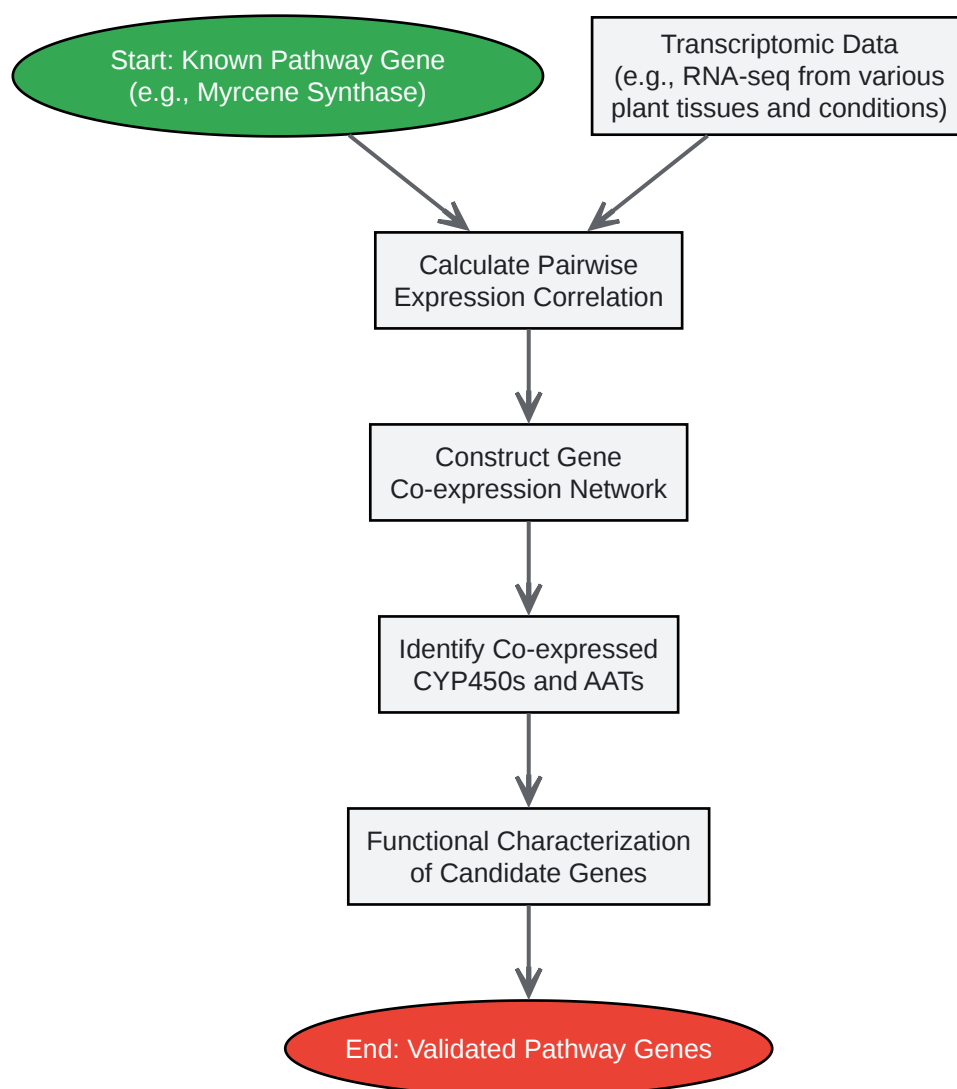 Start: Known Pathway Gene
(e.g., Myrcene Synthase)
Transcriptomic Data
(e.g., RNA-seq from various
plant tissues and conditions)
Calculate Pairwise
Expression Correlation
Construct Gene
Co-expression Network
Identify Co-expressed
CYP450s and AATs
Functional Characterization
of Candidate Genes
End: Validated Pathway Genes